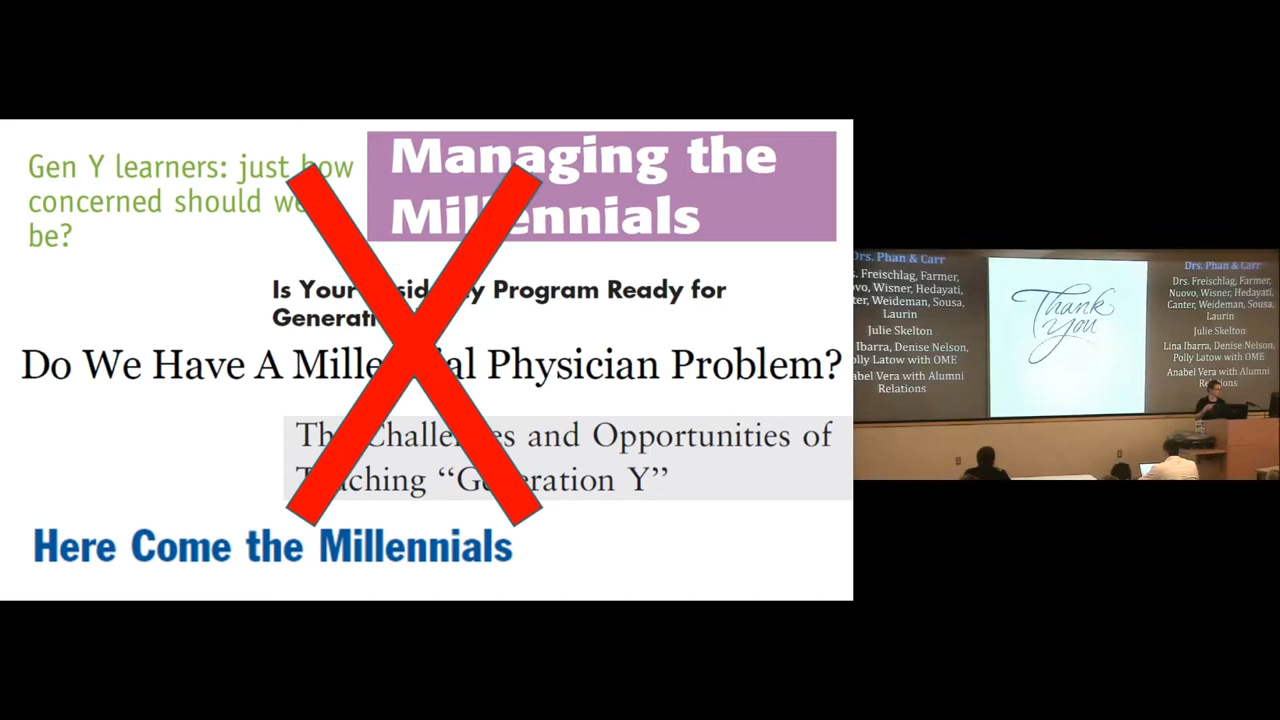 Gen Y learners: just how
concerned should we
be?
Managing the
Millennials
Is Your Residency Program Ready for
Generation
Do We Have A Millennial Physician Problem?
The Challenges and Opportunities of
Teaching “Generation Y”
Here Come the Millennials
Drs. Phan & Carr
Freischlag, Farmer,
Wisner, Hedayati,
Weideman, Sousa,
Laurin
Julie Skelton
Ibarra, Denise Nelson,
Polly Latow with OME
Vera with Alumni
Relations
Thank
you
Drs. Phan & Carr
Drs. Freischlag, Farmer,
Nuovo, Wisner, Hedayati,
Canter, Weideman, Sousa,
Laurin
Julie Skelton
Lina Ibarra, Denise Nelson,
Polly Latow with OME
Anabel Vera with Alumni
Relations